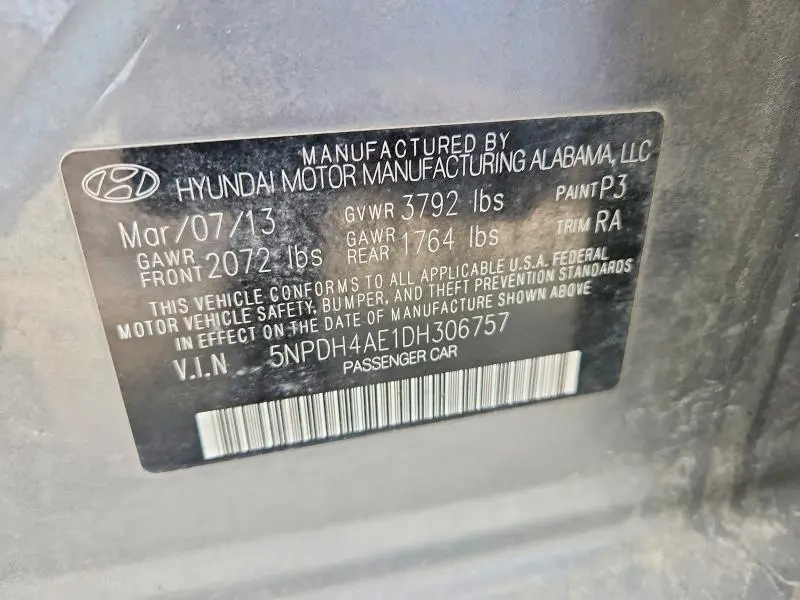 MANUFACTURED BY
HYUNDAI MOTOR MANUFACTURING ALABAMA, LLC
Mar/07/13 GVWR 3792 lbs PAINT P3
GAWR FRONT 2072 lbs GAWR REAR 1764 lbs TRIM RA
THIS VEHICLE CONFORMS TO ALL APPLICABLE U.S.A. FEDERAL
MOTOR VEHICLE SAFETY, BUMPER, AND THEFT PREVENTION STANDARDS
IN EFFECT ON THE DATE OF MANUFACTURE SHOWN ABOVE
V.I.N 5NPDH4AE1DH306757
PASSENGER CAR